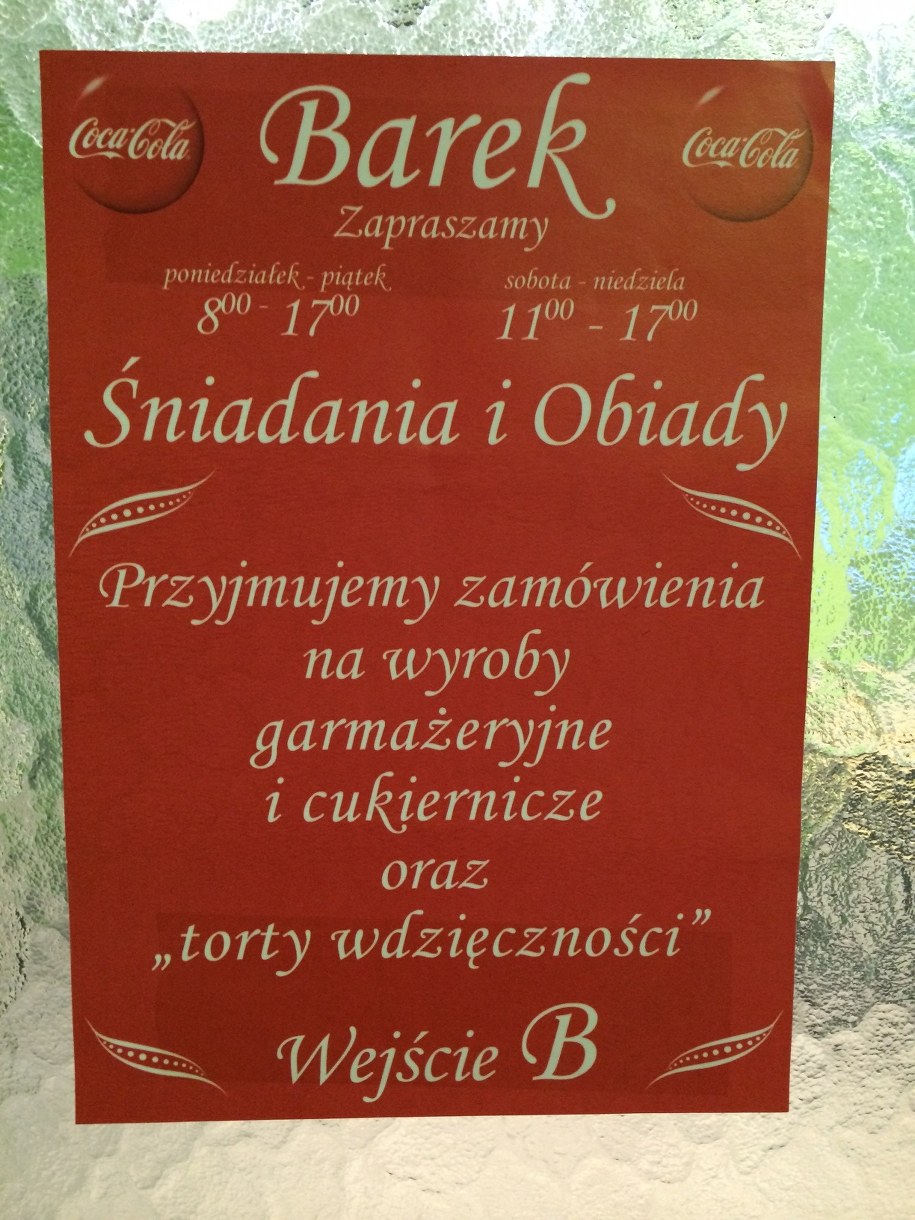 Coca-Cola
Barek
Coca-Cola
Zapraszamy
poniedziałek - piątek
8⁰⁰ - 17⁰⁰
sobota - niedziela
11⁰⁰ - 17⁰⁰
Śniadania i Obiady
Przyjmujemy zamówienia
na wyroby
garmażeryjne
i cukiernicze
oraz
„torty wdzięczności”
Wejście B